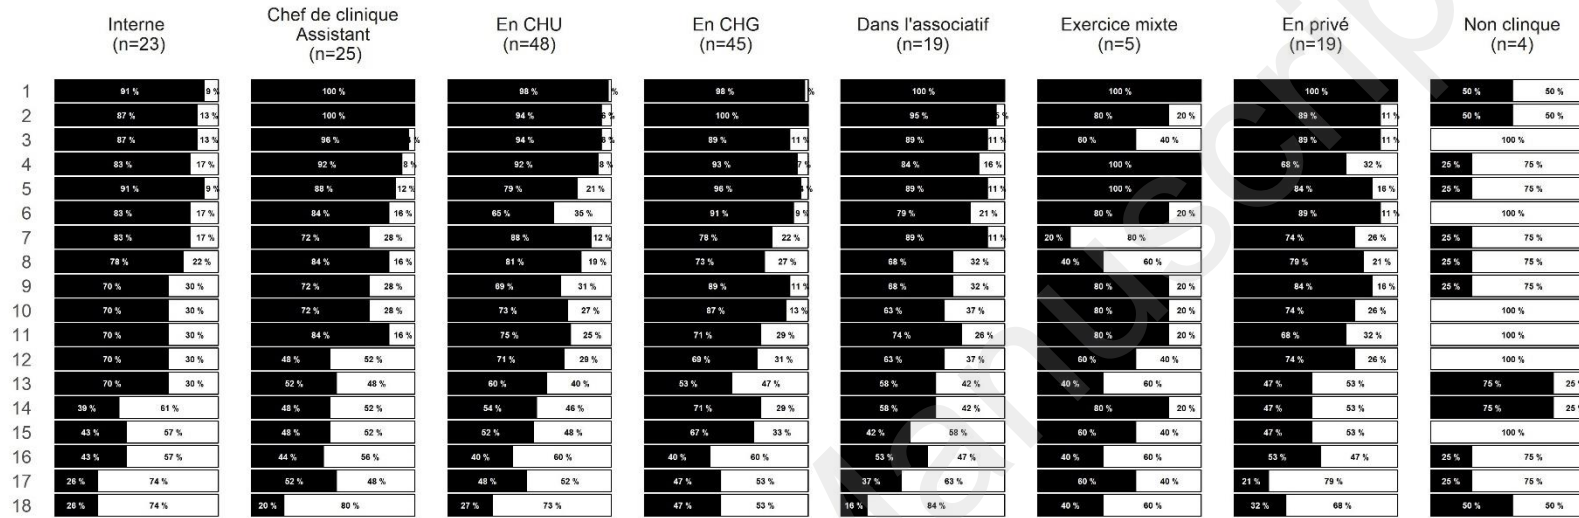 Interne Chef de clinique En CHU En CHG Dans l'associatif Exercice mixte En privé Non clinque
(n=23) Assistant (n=48) (n=45) (n=19) (n=5) (n=19) (n=4)
(n=25)
1 91 % 9 % 100 % 98 % % 98 % % 100 % 100 % 100 % 50 % 50 %
2 87 % 13 % 100 % 94 % 6 % 100 % 95 % 5 % 80 % 20 % 89 % 11 % 50 % 50 %
3 87 % 13 % 96 % 4 % 94 % 6 % 89 % 11 % 89 % 11 % 60 % 40 % 89 % 11 % 100 %
4 83 % 17 % 92 % 8 % 92 % 8 % 93 % 7 % 84 % 16 % 100 % 68 % 32 % 25 % 75 %
5 91 % 9 % 88 % 12 % 79 % 21 % 96 % 4 % 89 % 11 % 100 % 84 % 16 % 25 % 75 %
6 83 % 17 % 84 % 16 % 65 % 35 % 91 % 9 % 79 % 21 % 80 % 20 % 89 % 11 % 100 %
7 83 % 17 % 72 % 28 % 88 % 12 % 78 % 22 % 89 % 11 % 20 % 80 % 74 % 26 % 25 % 75 %
8 78 % 22 % 84 % 16 % 81 % 19 % 73 % 27 % 68 % 32 % 40 % 60 % 79 % 21 % 25 % 75 %
9 70 % 30 % 72 % 28 % 69 % 31 % 89 % 11 % 68 % 32 % 80 % 20 % 84 % 16 % 25 % 75 %
10 70 % 30 % 72 % 28 % 73 % 27 % 87 % 13 % 63 % 37 % 80 % 20 % 74 % 26 % 100 %
11 70 % 30 % 84 % 16 % 75 % 25 % 71 % 29 % 74 % 26 % 80 % 20 % 68 % 32 % 100 %
12 70 % 30 % 48 % 52 % 71 % 29 % 69 % 31 % 63 % 37 % 60 % 40 % 74 % 26 % 100 %
13 70 % 30 % 52 % 48 % 60 % 40 % 53 % 47 % 58 % 42 % 40 % 60 % 47 % 53 % 75 % 25
14 39 % 61 % 48 % 52 % 54 % 46 % 71 % 29 % 58 % 42 % 80 % 20 % 47 % 53 % 75 % 25
15 43 % 57 % 48 % 52 % 52 % 48 % 67 % 33 % 42 % 58 % 60 % 40 % 47 % 53 % 100 %
16 43 % 57 % 44 % 56 % 40 % 60 % 40 % 60 % 53 % 47 % 40 % 60 % 53 % 47 % 25 % 75 %
17 26 % 74 % 52 % 48 % 48 % 52 % 47 % 53 % 37 % 63 % 60 % 40 % 21 % 79 % 25 % 75 %
18 26 % 74 % 20 % 80 % 27 % 73 % 47 % 53 % 16 % 84 % 40 % 60 % 32 % 68 % 50 % 50 %